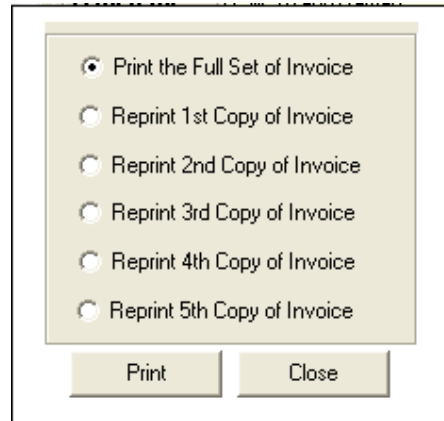 Print the Full Set of Invoice
Reprint 1st Copy of Invoice
Reprint 2nd Copy of Invoice
Reprint 3rd Copy of Invoice
Reprint 4th Copy of Invoice
Reprint 5th Copy of Invoice
Print Close